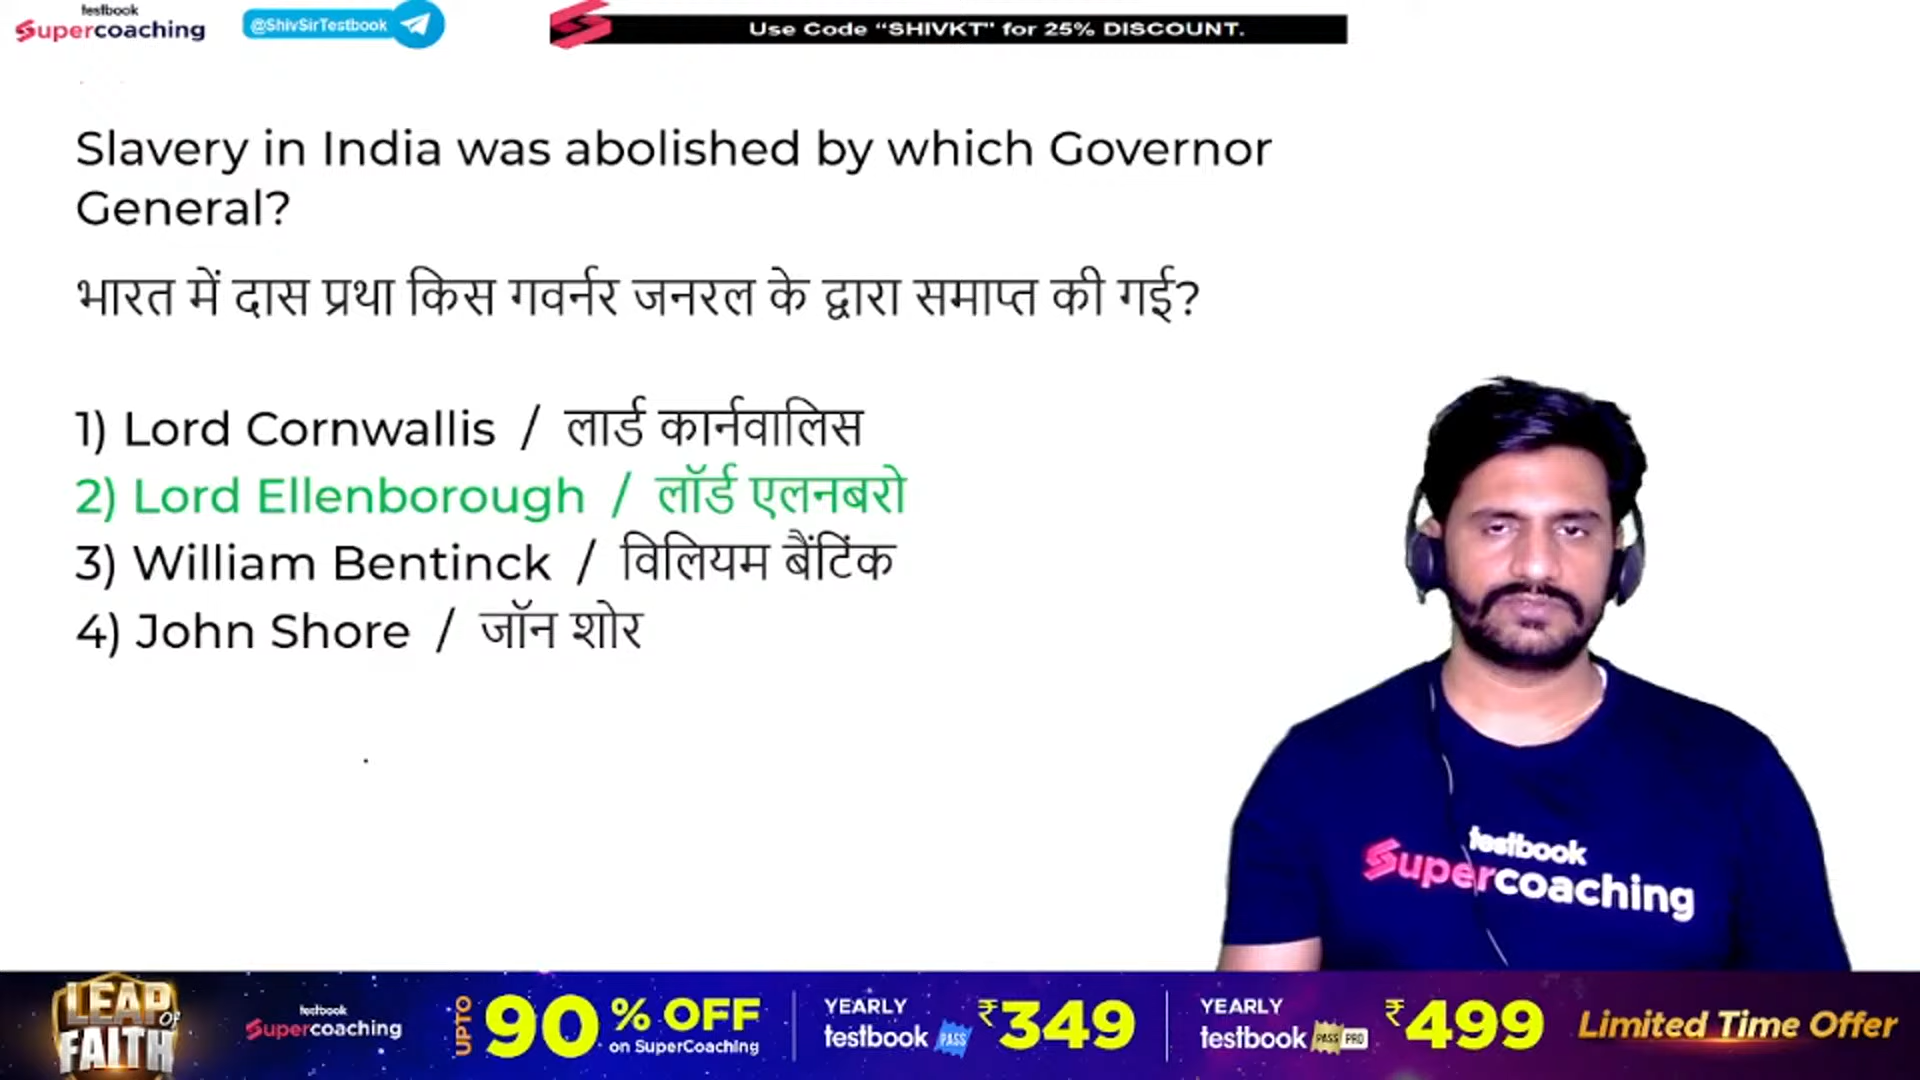 testbook
Supercoaching
@ShivSirTestbook
Use Code “SHIVKT" for 25% DISCOUNT.
Slavery in India was abolished by which Governor
General?
भारत में दास प्रथा किस गवर्नर जनरल के द्वारा समाप्त की गई?
1) Lord Cornwallis / लार्ड कार्नवालिस
2) Lord Ellenborough / लॉर्ड एलनबरो
3) William Bentinck / विलियम बैंटिंक
4) John Shore / जॉन शोर
testbook
Supercoaching
LEAP OF FAITH
testbook
Supercoaching
UPTO 90% OFF
on SuperCoaching
YEARLY
testbook PASS
₹349
YEARLY
testbook PASS PRO
₹499
Limited Time Offer